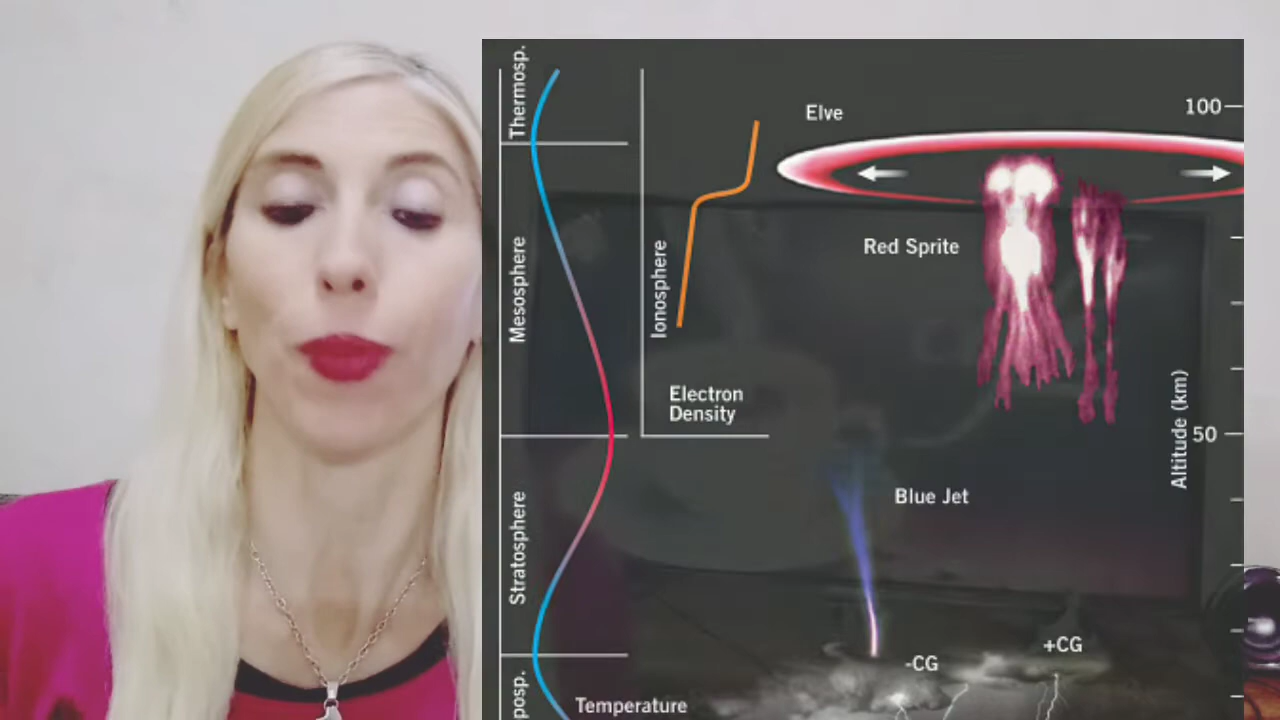 Thermosp.
Mesosphere
Stratosphere
posp.
Temperature
Ionosphere
Electron
Density
Elve
Red Sprite
Blue Jet
-CG
+CG
Altitude (km)
100
50